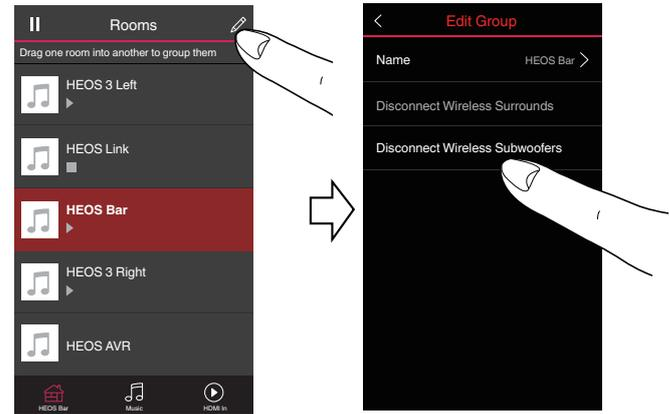 Rooms
Drag one room into another to group them
HEOS 3 Left
HEOS Link
HEOS Bar
HEOS 3 Right
HEOS AVR
HEOS Bar
Music
HDMI In
Edit Group
Name
HEOS Bar
Disconnect Wireless Surrounds
Disconnect Wireless Subwoofers